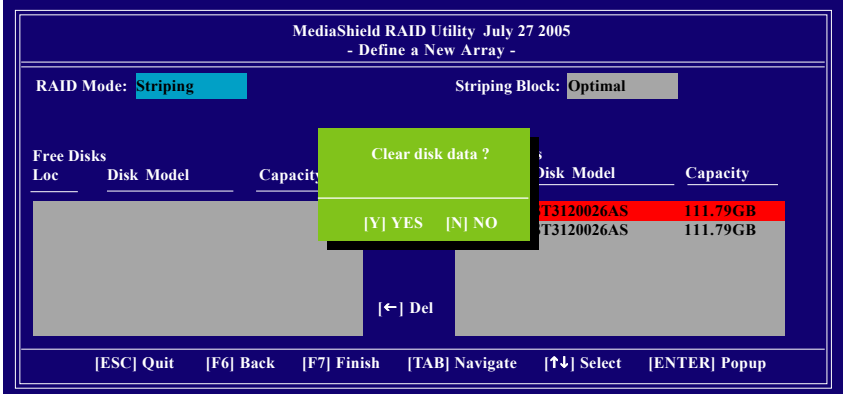 MediaShield RAID Utility July 27 2005
- Define a New Array -
RAID Mode: Striping
Striping Block: Optimal
Clear disk data ?
[Y] YES [N] NO
Free Disks
Loc Disk Model
Disk Model Capacity
ST3120026AS 111.79GB
ST3120026AS 111.79GB
[←] Del
[ESC] Quit [F6] Back [F7] Finish [TAB] Navigate [↑↓] Select [ENTER] Popup